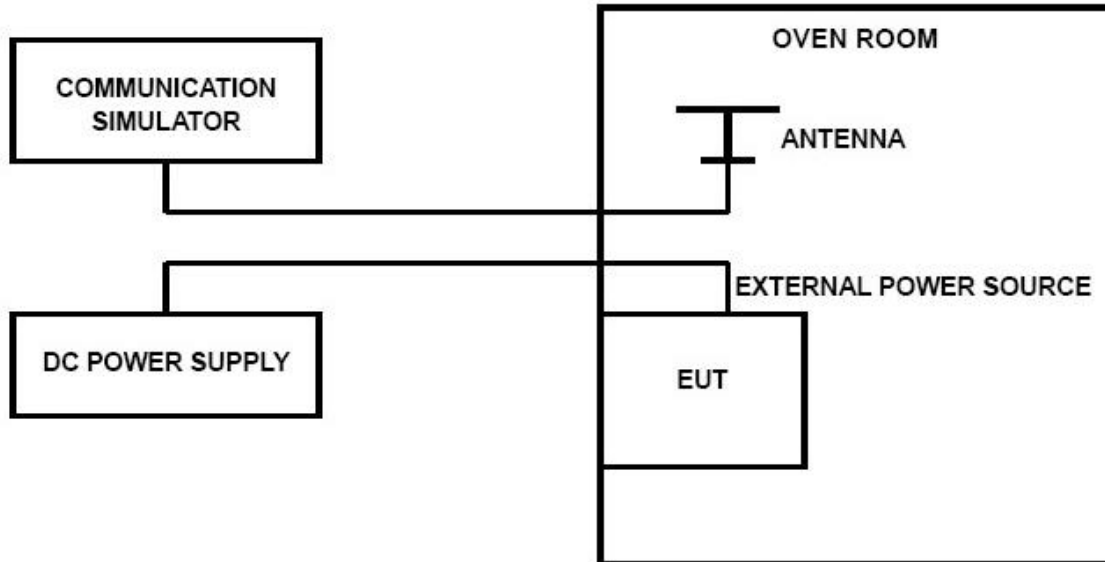 OVEN ROOM
COMMUNICATION
SIMULATOR
ANTENNA
EXTERNAL POWER SOURCE
DC POWER SUPPLY
EUT